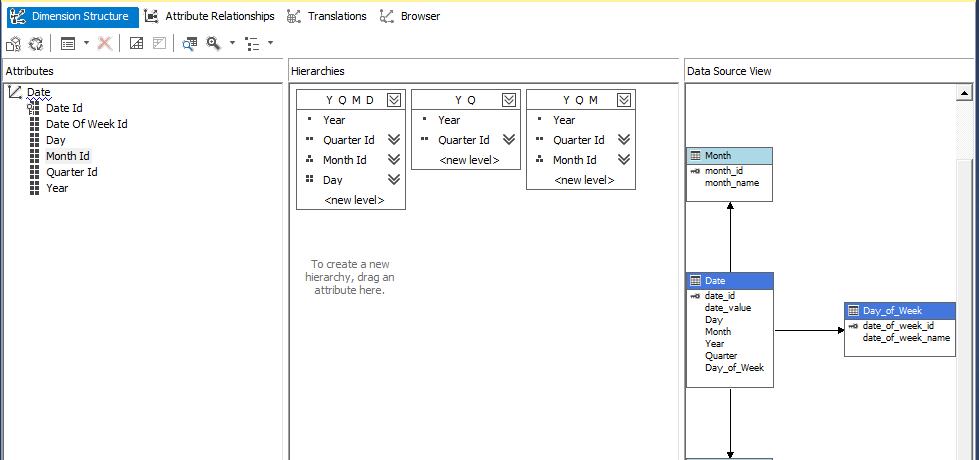 Dimension Structure
Attribute Relationships
Translations
Browser
Attributes
Date
Date Id
Date Of Week Id
Day
Month Id
Quarter Id
Year
Hierarchies
Y Q M D
Year
Quarter Id
Month Id
Day
<new level>
Y Q
Year
Quarter Id
<new level>
Y Q M
Year
Quarter Id
Month Id
<new level>
To create a new
hierarchy, drag an
attribute here.
Data Source View
Month
month_id
month_name
Date
date_id
date_value
Day
Month
Year
Quarter
Day_of_Week
Day_of_Week
date_of_week_id
date_of_week_name